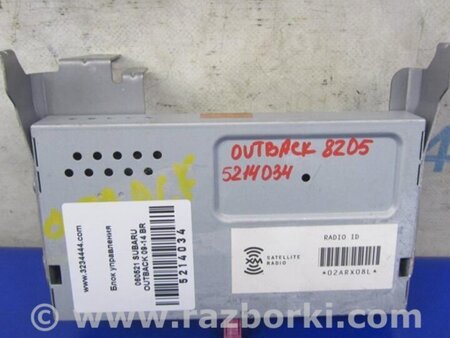 OUTBACK 8205
5214034
www.3234444.com
Блок управления
060521 SUBARU
OUTBACK 09-14 BR
5214034
RADIO ID
SATELLITE
RADIO
*02ARX08L*
www.razborki.com